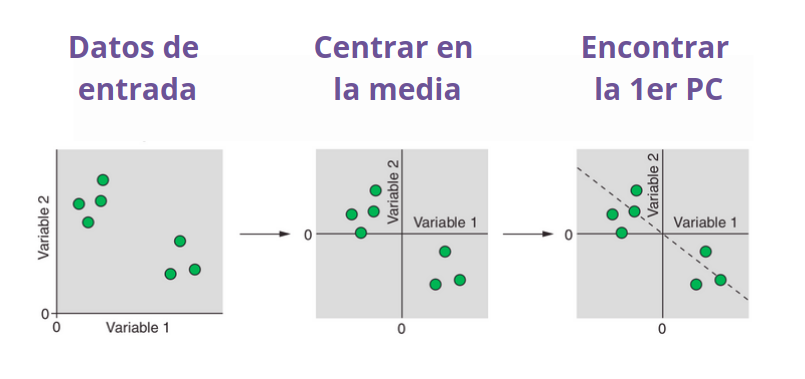 Datos de
entrada
Centrar en
la media
Encontrar
la 1er PC
Variable 2
0
0
Variable 1
Variable 2
Variable 1
0
0
Variable 2
Variable 1
0
0